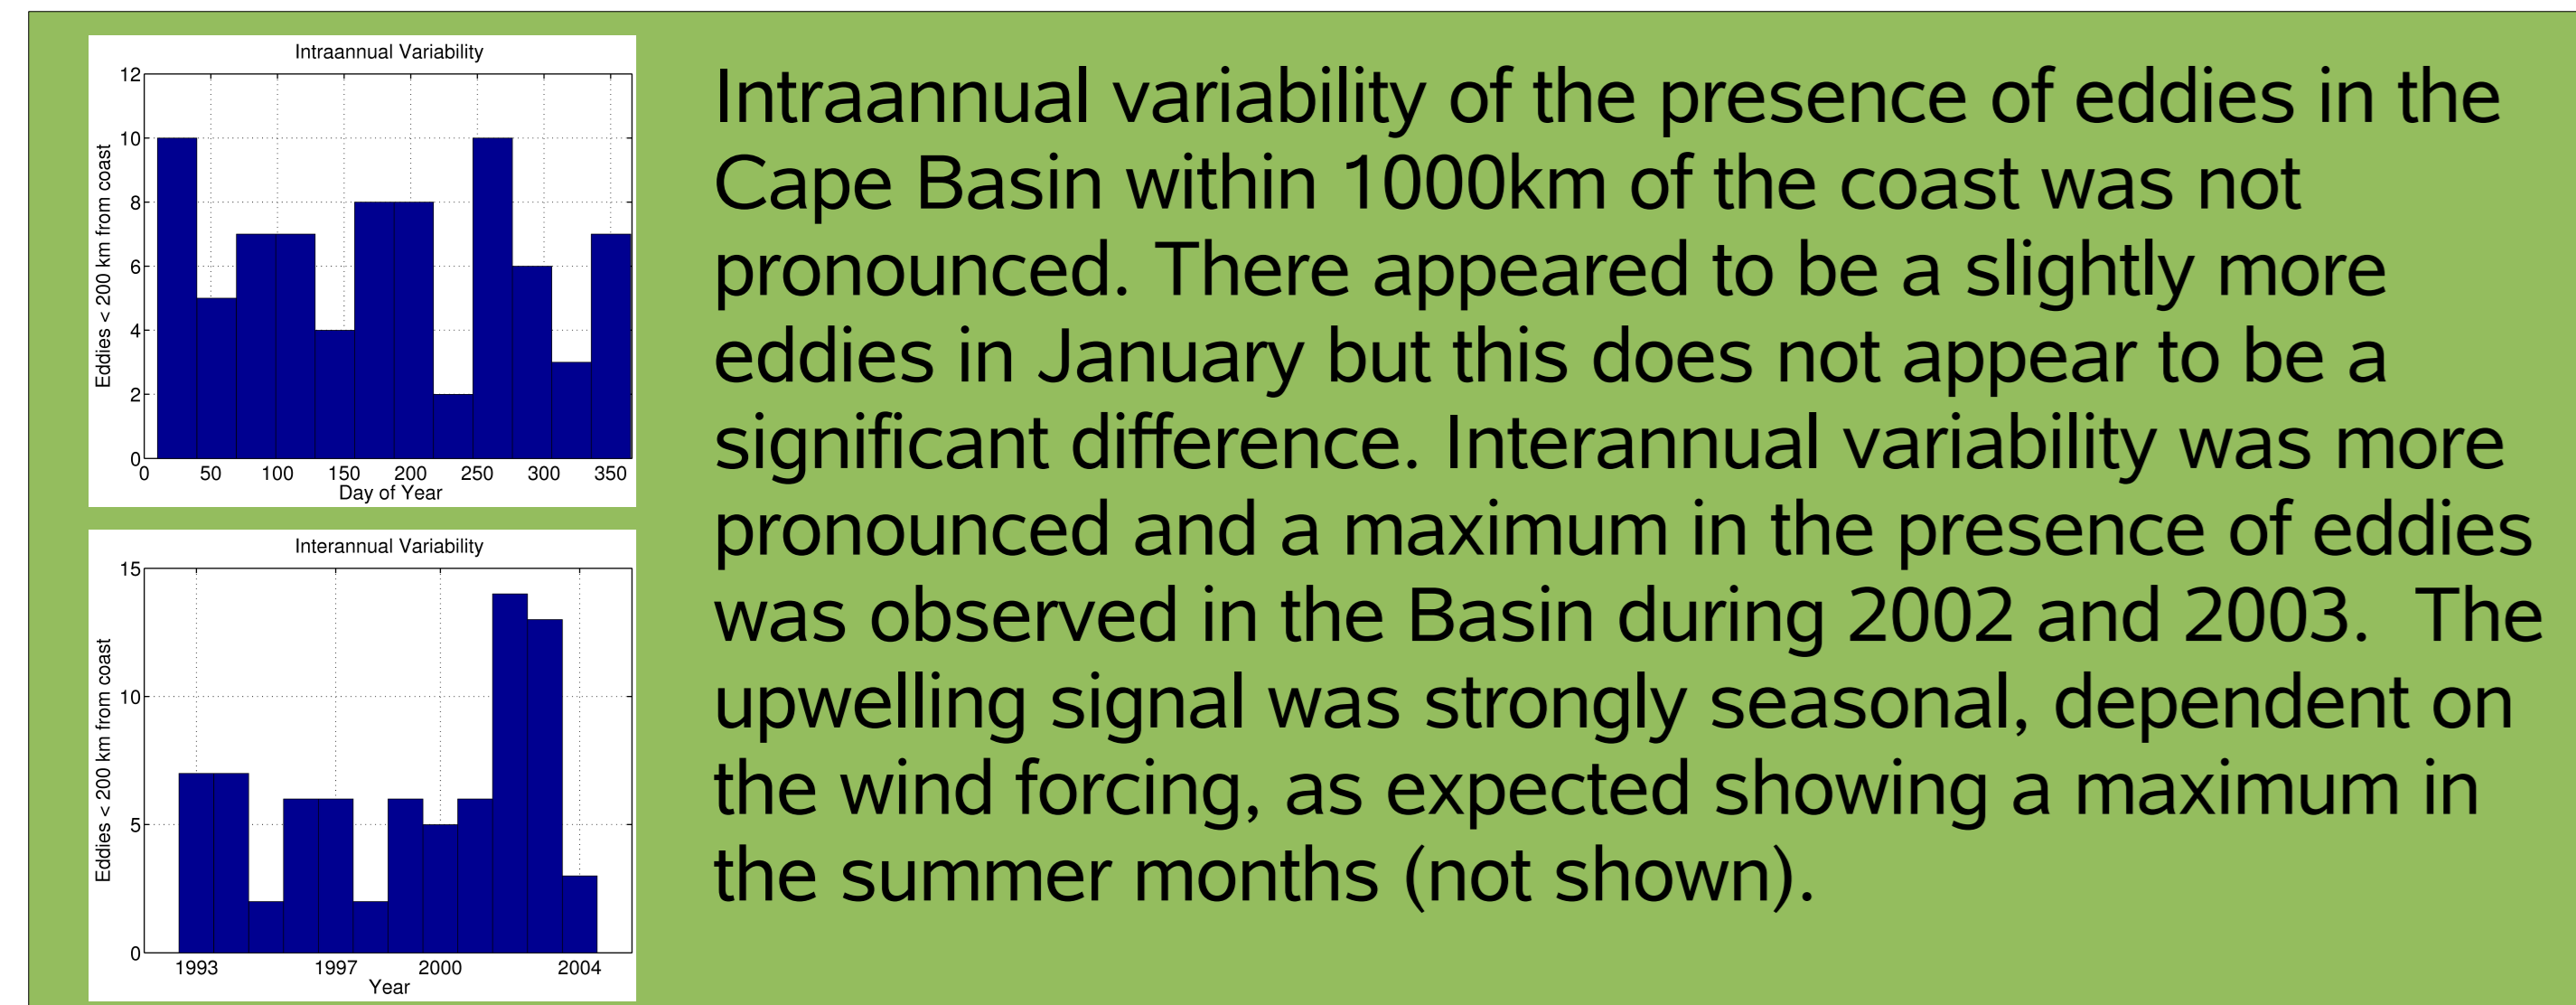 Intraannual Variability
12
10
8
6
4
2
0
0 50 100 150 200 250 300 350
Day of Year
Eddies < 200 km from coast
Interannual Variability
15
10
5
0
1993 1997 2000 2004
Year
Eddies < 200 km from coast
Intraannual variability of the presence of eddies in the
Cape Basin within 1000km of the coast was not
pronounced. There appeared to be a slightly more
eddies in January but this does not appear to be a
significant difference. Interannual variability was more
pronounced and a maximum in the presence of eddies
was observed in the Basin during 2002 and 2003. The
upwelling signal was strongly seasonal, dependent on
the wind forcing, as expected showing a maximum in
the summer months (not shown).